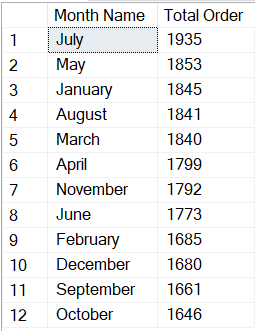 Month Name Total Order
1 July 1935
2 May 1853
3 January 1845
4 August 1841
5 March 1840
6 April 1799
7 November 1792
8 June 1773
9 February 1685
10 December 1680
11 September 1661
12 October 1646